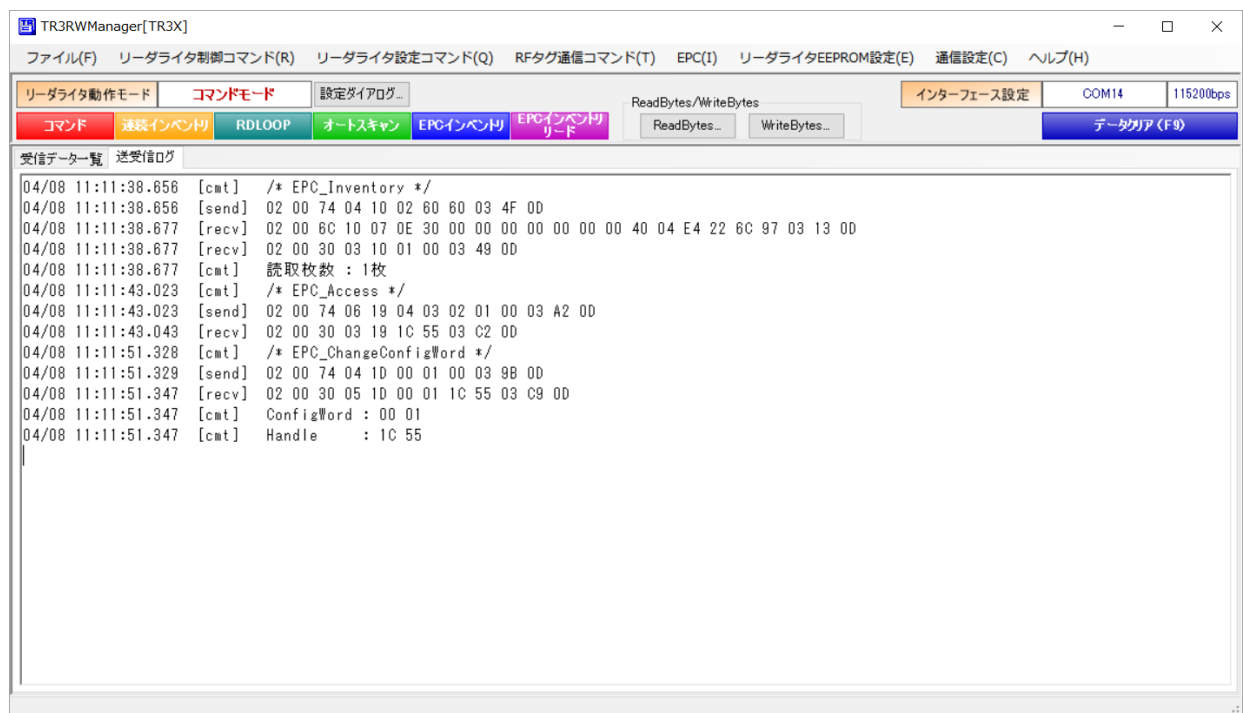 TR3RWManager[TR3X]
ファイル(F) リーダライタ制御コマンド(R) リーダライタ設定コマンド(Q) RFタグ通信コマンド(T) EPC(I) リーダライタEEPROM設定(E) 通信設定(C) ヘルプ(H)
リーダライタ動作モード コマンドモード 設定ダイアログ... ReadBytes/WriteBytes インターフェース設定 COM14 115200bps
コマンド 連続インベントリ RDLOOP オートスキャン EPCインベントリ EPCインベントリ
リード ReadBytes... WriteBytes... データクリア(F9)
受信データ一覧 送受信ログ
04/08 11:11:38.656 [cmt] /* EPC_Inventory */
04/08 11:11:38.656 [send] 02 00 74 04 10 02 60 60 03 4F 0D
04/08 11:11:38.677 [recv] 02 00 6C 10 07 0E 30 00 00 00 00 00 00 00 40 04 E4 22 6C 97 03 13 0D
04/08 11:11:38.677 [recv] 02 00 30 03 10 01 00 03 49 0D
04/08 11:11:38.677 [cmt] 読取枚数 : 1枚
04/08 11:11:43.023 [cmt] /* EPC_Access */
04/08 11:11:43.023 [send] 02 00 74 06 19 04 03 02 01 00 03 A2 0D
04/08 11:11:43.043 [recv] 02 00 30 03 19 1C 55 03 C2 0D
04/08 11:11:51.328 [cmt] /* EPC_ChangeConfigWord */
04/08 11:11:51.329 [send] 02 00 74 04 1D 00 01 00 03 9B 0D
04/08 11:11:51.347 [recv] 02 00 30 05 1D 00 01 1C 55 03 C9 0D
04/08 11:11:51.347 [cmt] ConfigWord : 00 01
04/08 11:11:51.347 [cmt] Handle : 1C 55